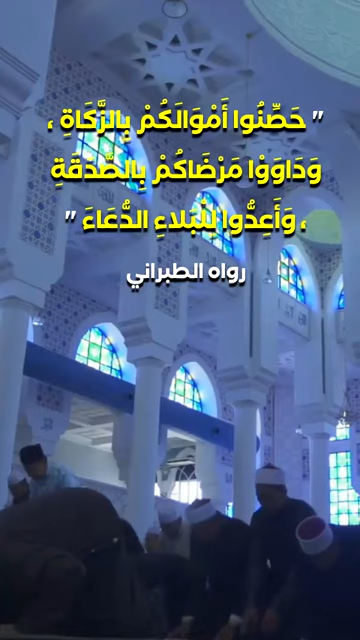 " حَصِّنُوا أَمْوَالَكُمْ بِالزَّكَاةِ ،
وَدَاوَوْا مَرْضَاكُمْ بِالصَّدَقَةِ
، وَأَعِدُّوا لِلْبَلاءِ الدُّعَاءَ "
رواه الطبراني